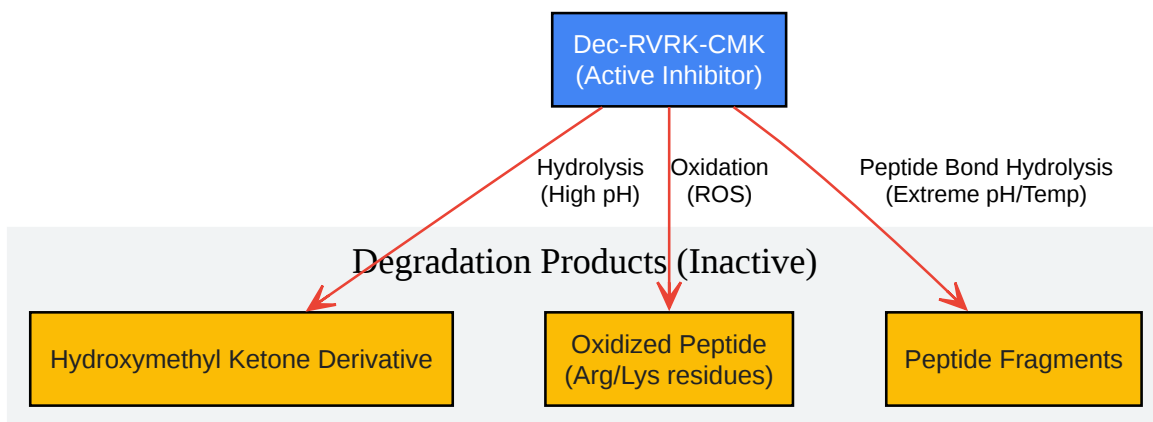 Dec-RVRK-CMK
(Active Inhibitor)
Hydrolysis
(High pH)
Oxidation
(ROS)
Peptide Bond Hydrolysis
(Extreme pH/Temp)
Degradation Products (Inactive)
Hydroxymethyl Ketone Derivative
Oxidized Peptide
(Arg/Lys residues)
Peptide Fragments